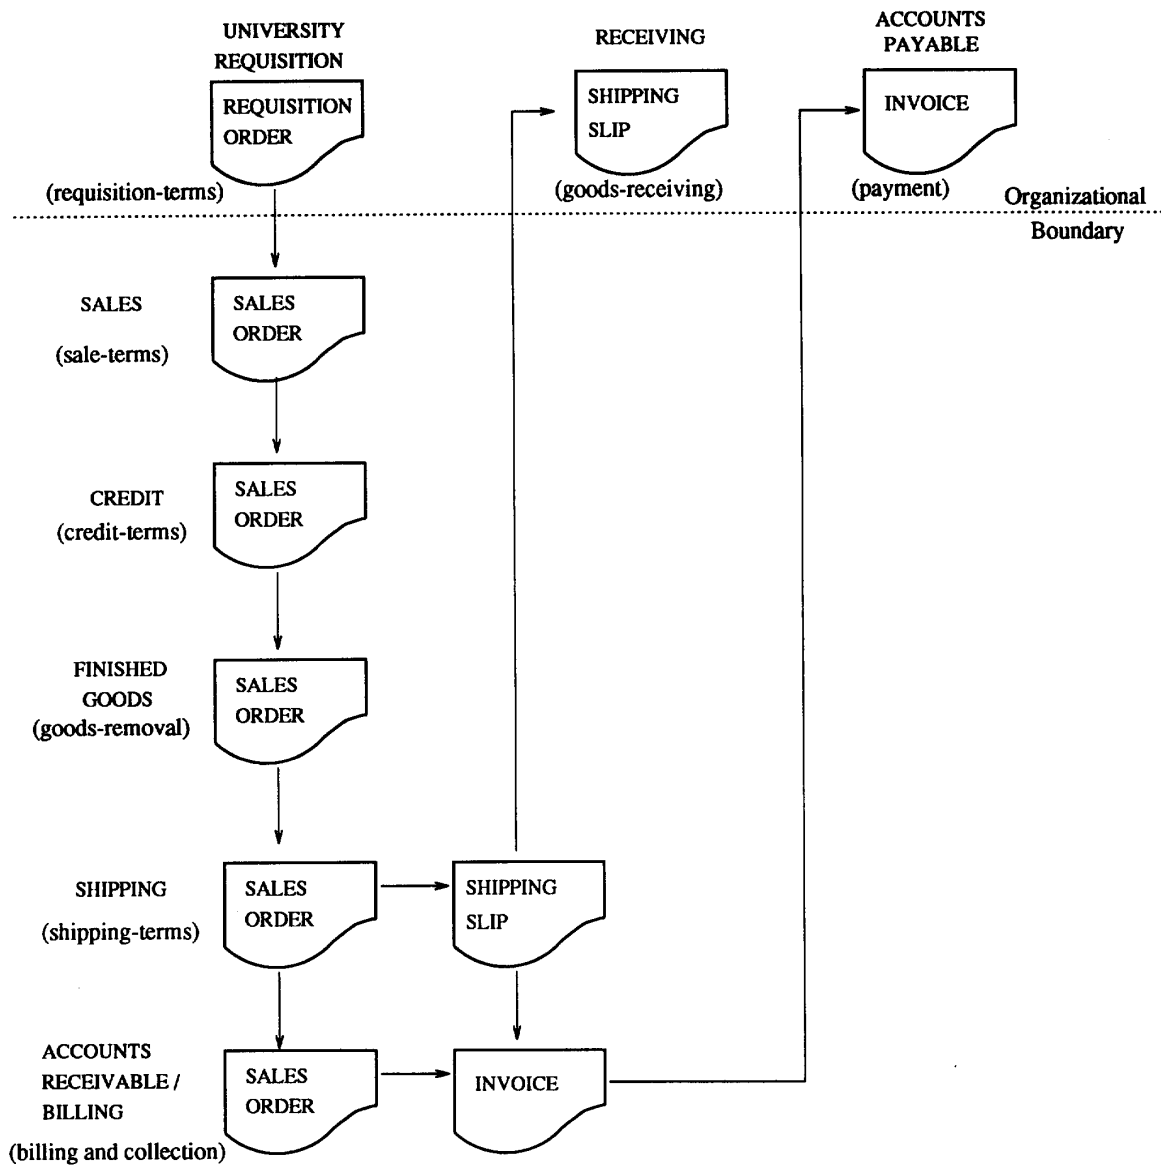 UNIVERSITY
REQUISITION
RECEIVING
ACCOUNTS
PAYABLE
REQUISITION
ORDER
SHIPPING
SLIP
INVOICE
(requisition-terms)
(goods-receiving)
(payment)
Organizational
Boundary
SALES
(sale-terms)
SALES
ORDER
CREDIT
(credit-terms)
SALES
ORDER
FINISHED
GOODS
(goods-removal)
SALES
ORDER
SHIPPING
(shipping-terms)
SALES
ORDER
SHIPPING
SLIP
ACCOUNTS
RECEIVABLE /
BILLING
(billing and collection)
SALES
ORDER
INVOICE